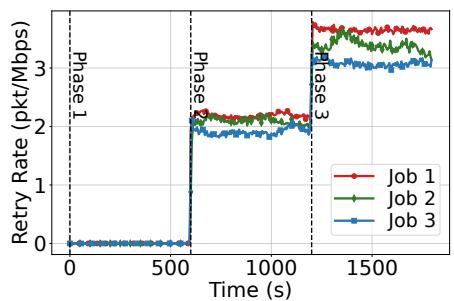 Retry Rate (pkt/Mbps)
3
2
1
0
Phase 1
Phase 2
Phase 3
Job 1
Job 2
Job 3
0 500 1000 1500
Time (s)